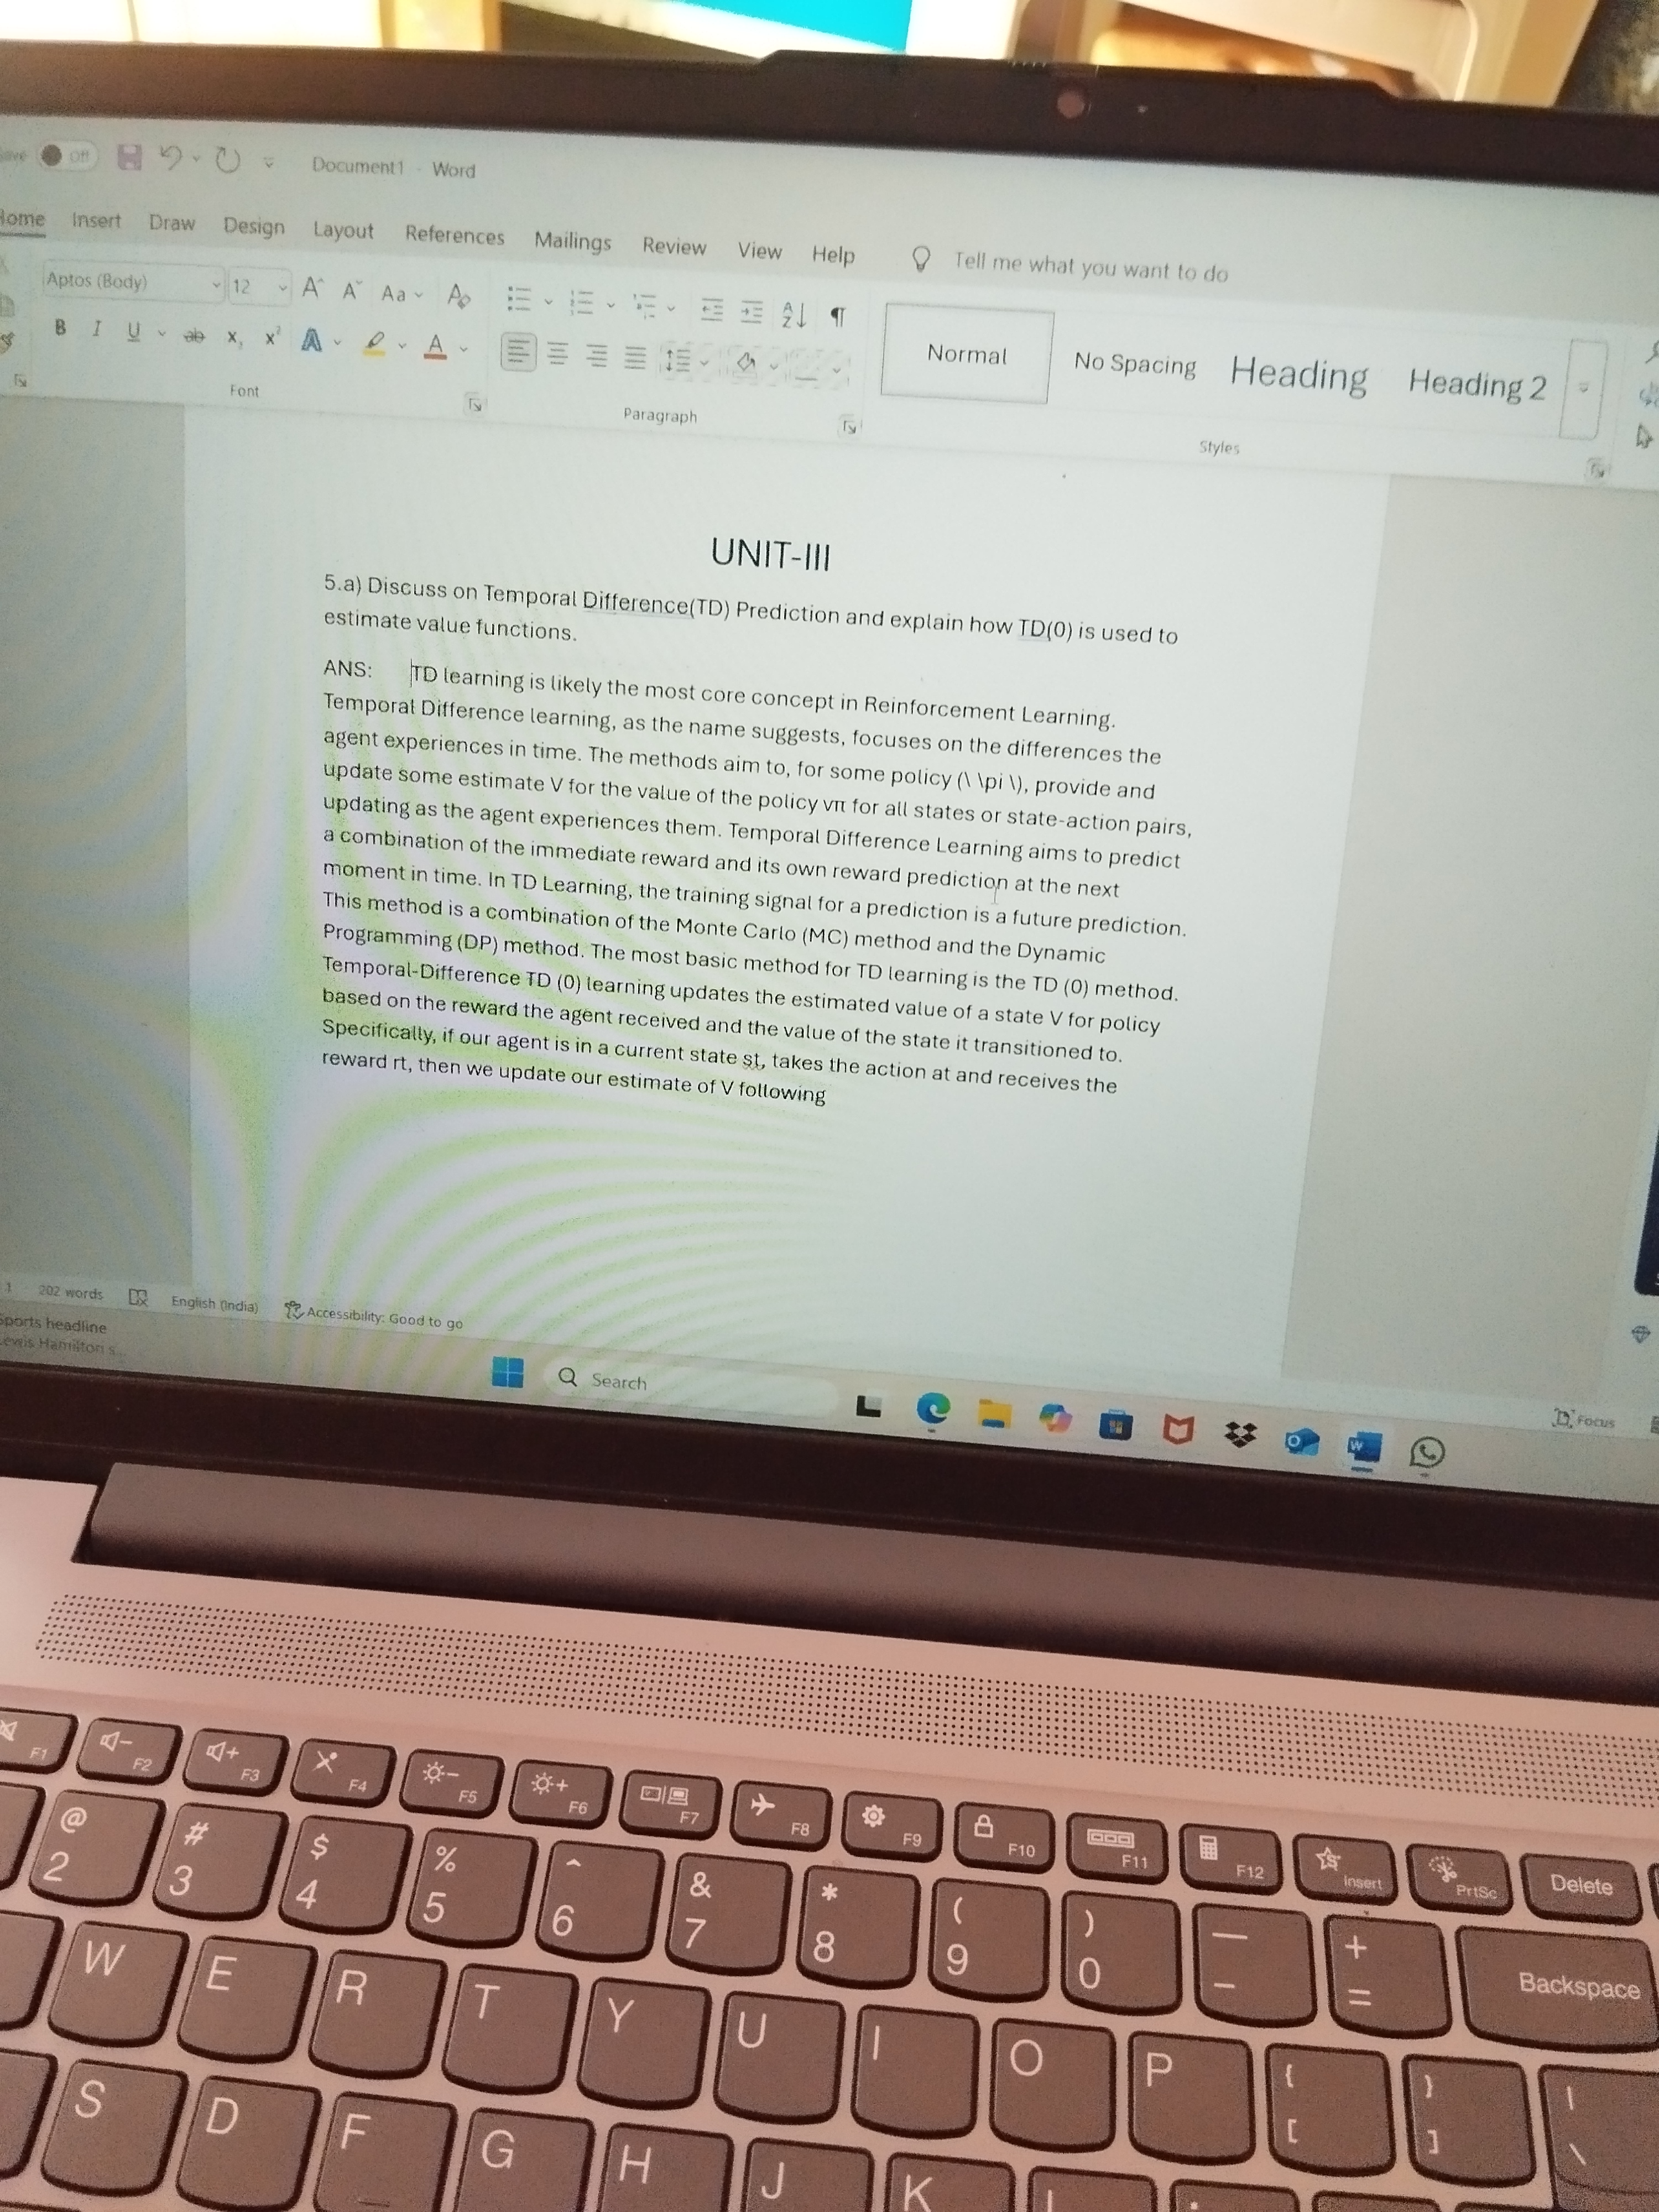 Off Document1 - Word
Home Insert Draw Design Layout References Mailings Review View Help Tell me what you want to do
Aptos (Body) 12 A A Aa A
B I U ab x, x² A A
Normal No Spacing Heading Heading 2
Font Paragraph Styles
UNIT-III
5.a) Discuss on Temporal Difference(TD) Prediction and explain how TD(0) is used to
estimate value functions.
ANS: TD learning is likely the most core concept in Reinforcement Learning.
Temporal Difference learning, as the name suggests, focuses on the differences the
agent experiences in time. The methods aim to, for some policy (\ \pi \), provide and
update some estimate V for the value of the policy vπ for all states or state-action pairs,
updating as the agent experiences them. Temporal Difference Learning aims to predict
a combination of the immediate reward and its own reward prediction at the next
moment in time. In TD Learning, the training signal for a prediction is a future prediction.
This method is a combination of the Monte Carlo (MC) method and the Dynamic
Programming (DP) method. The most basic method for TD learning is the TD (0) method.
Temporal-Difference TD (0) learning updates the estimated value of a state V for policy
based on the reward the agent received and the value of the state it transitioned to.
Specifically, if our agent is in a current state st, takes the action at and receives the
reward rt, then we update our estimate of V following
1 202 words English (India) Accessibility: Good to go
Focus
Sports headline
Lewis Hamilton s...
Search
F1 F2 F3 F4 F5 F6 F7 F8 F9 F10 F11 F12 Insert PrtSc Delete
@ 2 # 3 $ 4 % 5 ^ 6 & 7 * 8 ( 9 ) 0 — - + = Backspace
W E R T Y U I O P { [ } ] | \
S D F G H J K L